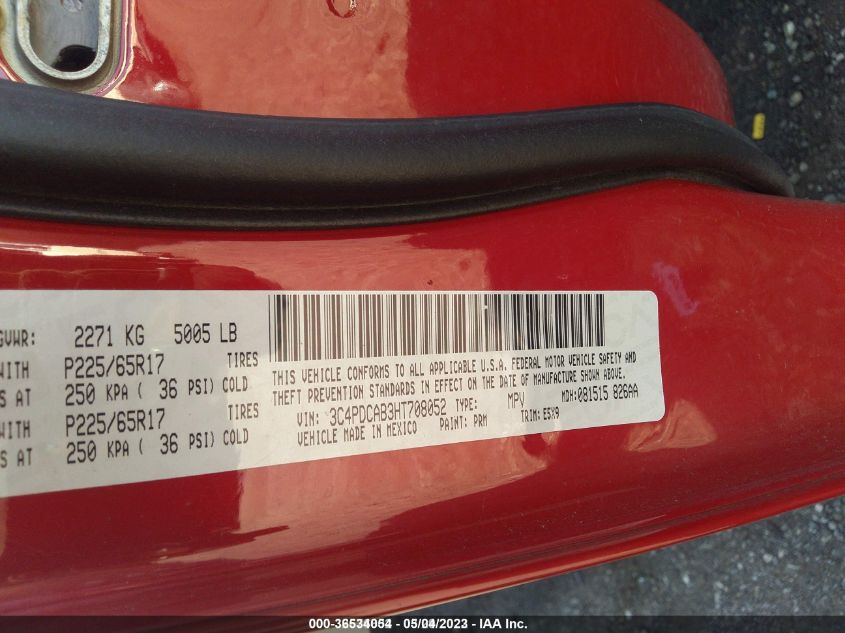 GVWR: 2271 KG 5005 LB
WITH P225/65R17 TIRES
S AT 250 KPA ( 36 PSI) COLD
WITH P225/65R17 TIRES
S AT 250 KPA ( 36 PSI) COLD
THIS VEHICLE CONFORMS TO ALL APPLICABLE U.S.A. FEDERAL MOTOR VEHICLE SAFETY AND
THEFT PREVENTION STANDARDS IN EFFECT ON THE DATE OF MANUFACTURE SHOWN ABOVE.
VIN: 3C4PDCAB3HT708052 TYPE: MPV MDH: 081515 826AA
VEHICLE MADE IN MEXICO PAINT: PRM TRIM: E5X9
000-36534054 - 05/04/2023 - IAA Inc.